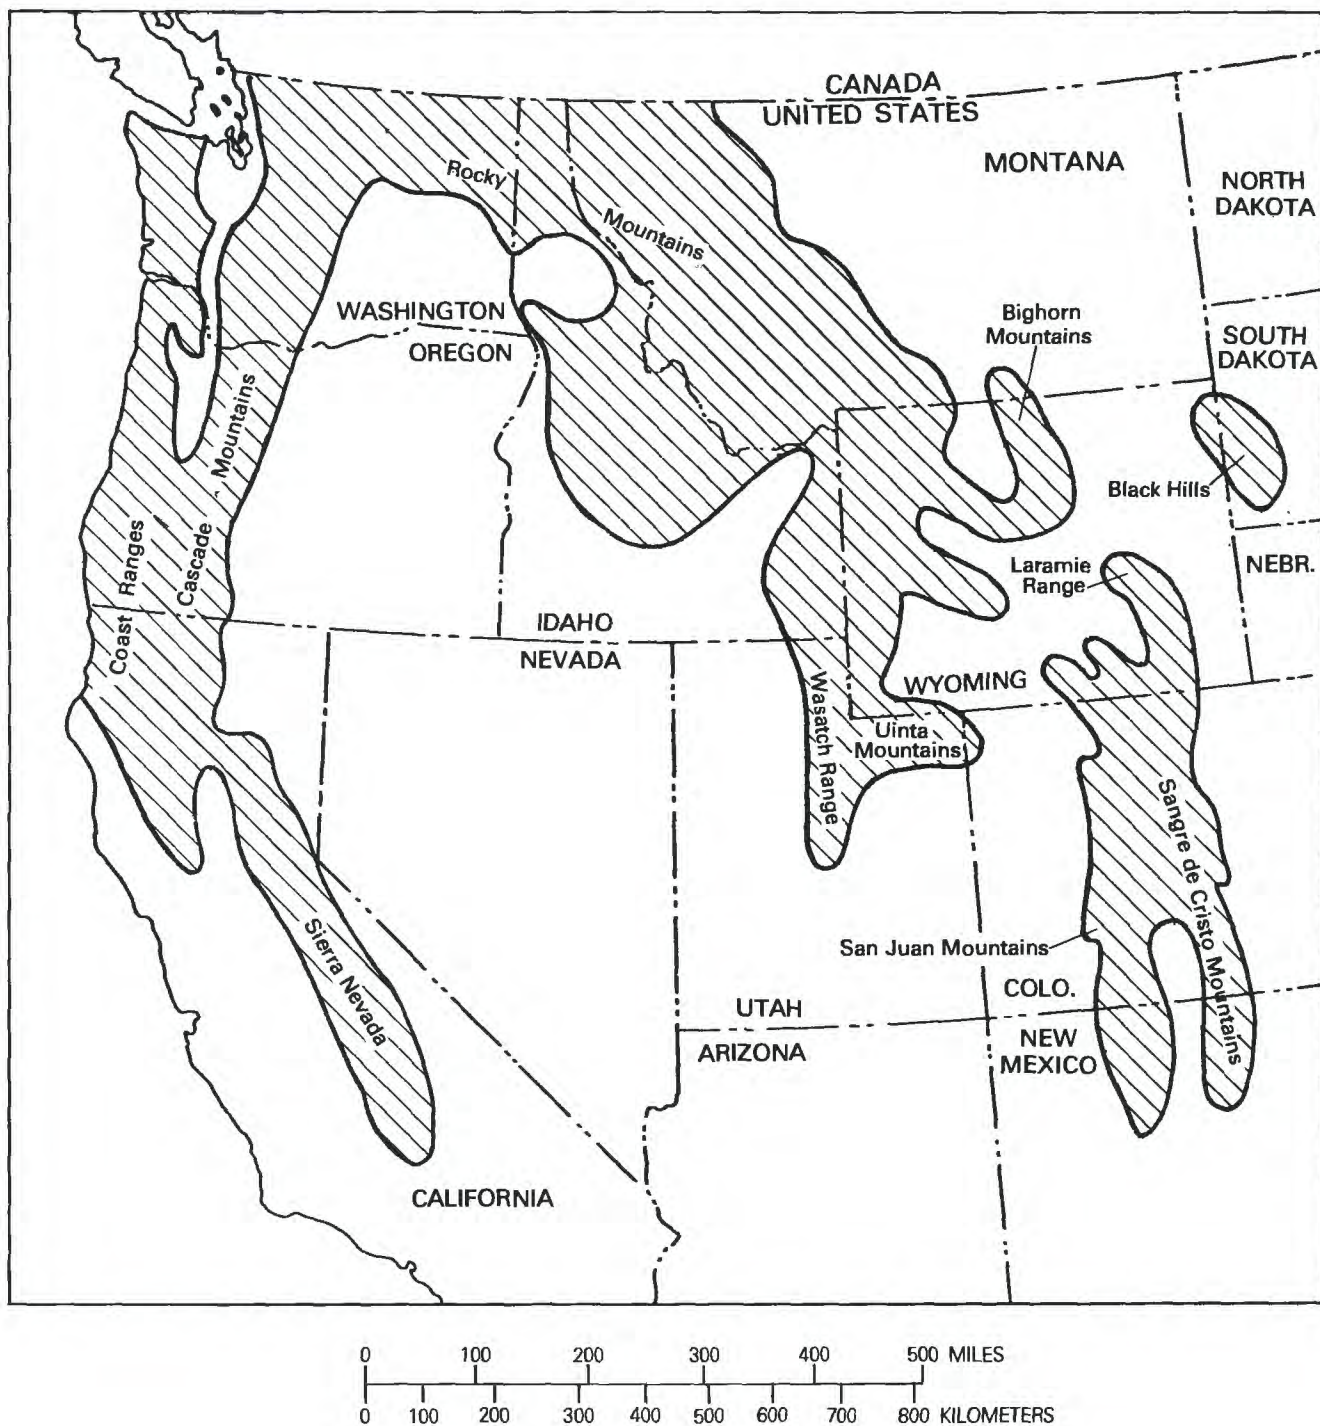 CANADA
UNITED STATES
MONTANA
NORTH
DAKOTA
Rocky
Mountains
WASHINGTON
OREGON
Bighorn
Mountains
SOUTH
DAKOTA
Black Hills
Mountains
Cascade
Coast Ranges
Laramie
Range
NEBR.
IDAHO
NEVADA
WYOMING
Wasatch Range
Uinta
Mountains
Sangre de Cristo Mountains
Sierra Nevada
San Juan Mountains
COLO.
UTAH
ARIZONA
NEW
MEXICO
CALIFORNIA
0 100 200 300 400 500 MILES
0 100 200 300 400 500 600 700 800 KILOMETERS